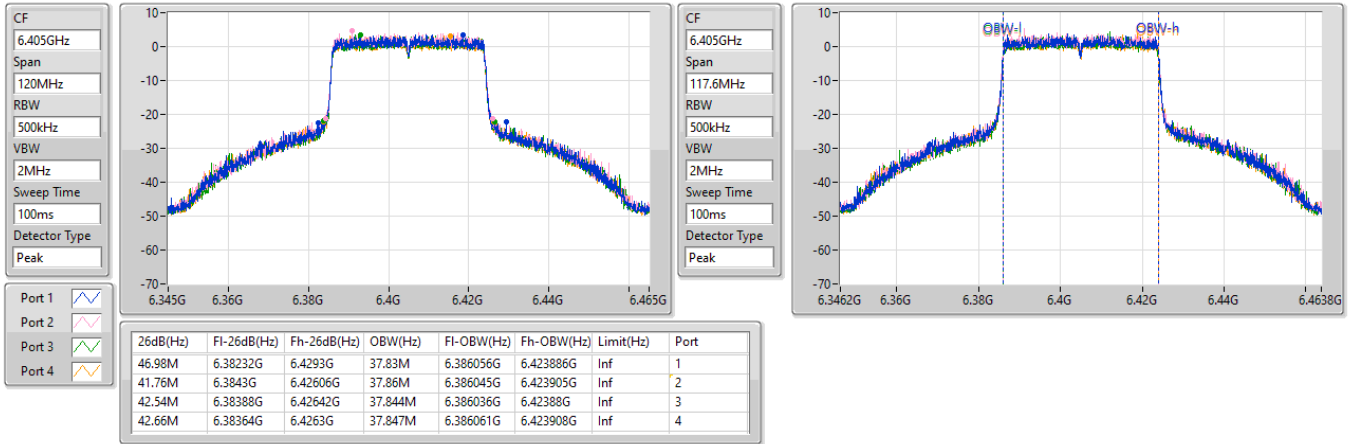 CF
6.405GHz
Span
120MHz
RBW
500kHz
VBW
2MHz
Sweep Time
100ms
Detector Type
Peak
10
0
-10
-20
-30
-40
-50
-60
-70
6.345G 6.36G 6.38G 6.4G 6.42G 6.44G 6.465G
CF
6.405GHz
Span
117.6MHz
RBW
500kHz
VBW
2MHz
Sweep Time
100ms
Detector Type
Peak
10
0
-10
-20
-30
-40
-50
-60
-70
OBW-l OBW-h
6.3462G 6.36G 6.38G 6.4G 6.42G 6.44G 6.4638G
Port 1
Port 2
Port 3
Port 4
26dB(Hz) Fl-26dB(Hz) Fh-26dB(Hz) OBW(Hz) Fl-OBW(Hz) Fh-OBW(Hz) Limit(Hz) Port
46.98M 6.38232G 6.4293G 37.83M 6.386056G 6.423886G Inf 1
41.76M 6.3843G 6.42606G 37.86M 6.386045G 6.423905G Inf 2
42.54M 6.38388G 6.42642G 37.844M 6.386036G 6.42388G Inf 3
42.66M 6.38364G 6.4263G 37.847M 6.386061G 6.423908G Inf 4